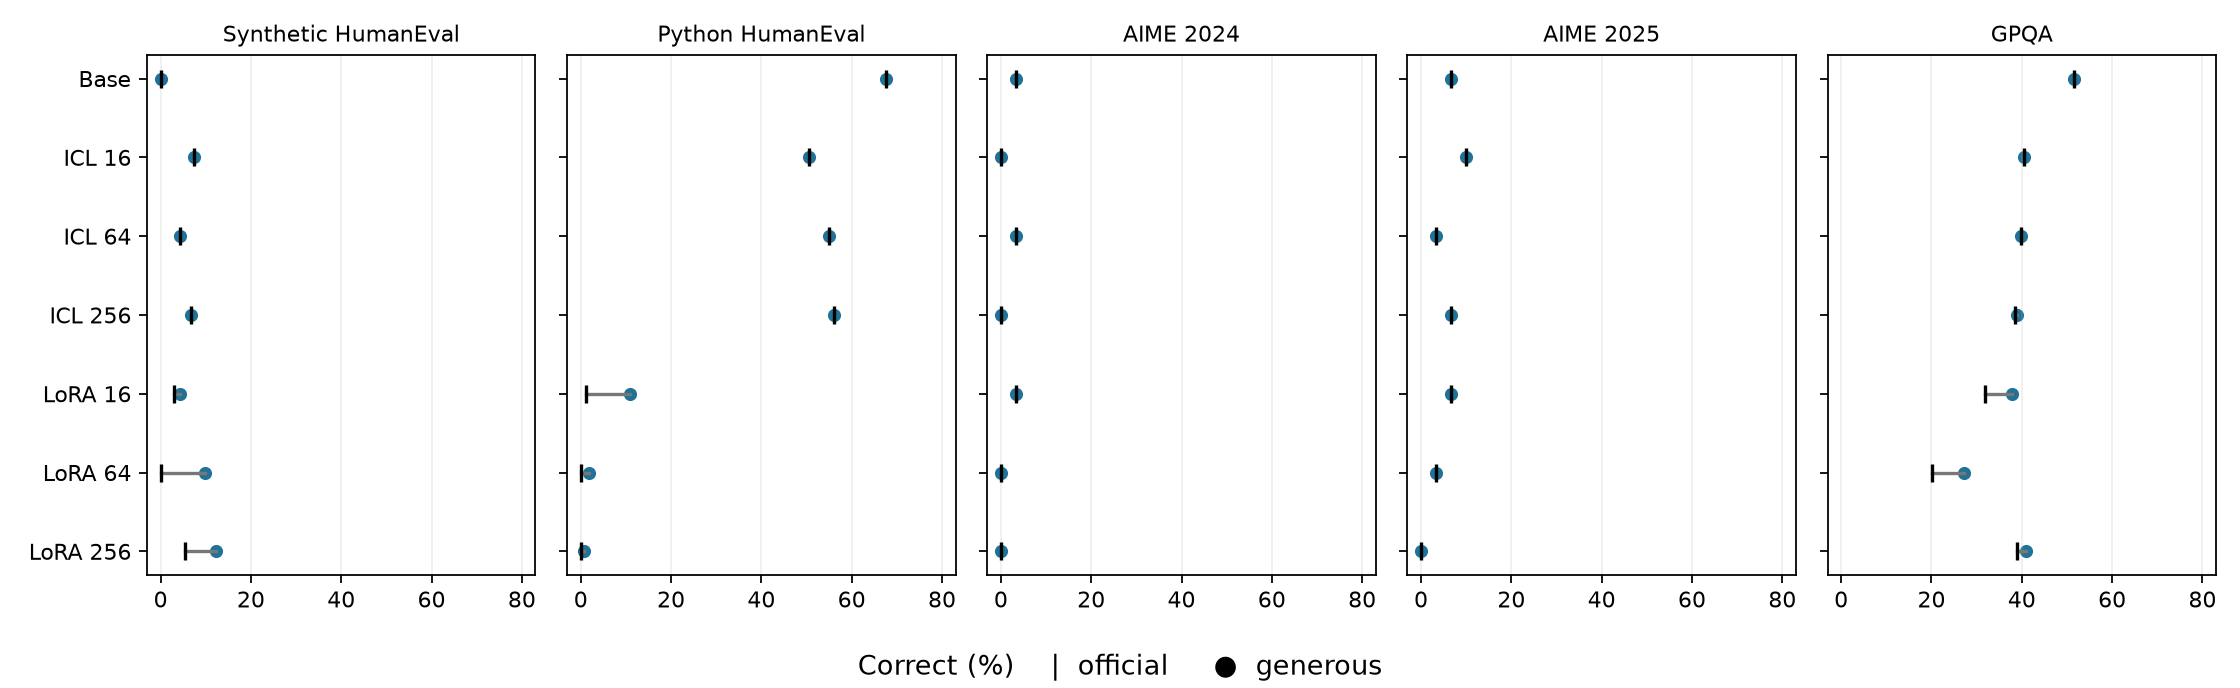 Synthetic HumanEval
Python HumanEval
AIME 2024
AIME 2025
GPQA
Base
ICL 16
ICL 64
ICL 256
LoRA 16
LoRA 64
LoRA 256
0 20 40 60 80
0 20 40 60 80
0 20 40 60 80
0 20 40 60 80
0 20 40 60 80
Correct (%) | official ● generous